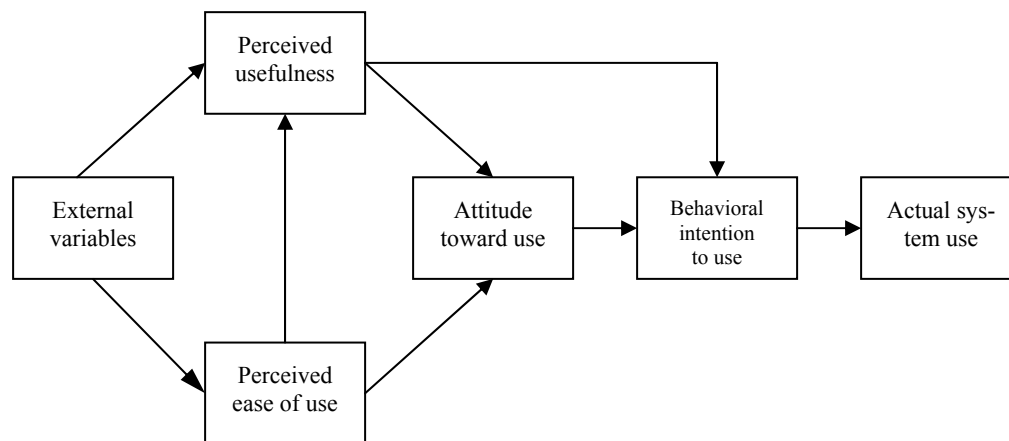 Perceived
usefulness
External
variables
Attitude
toward use
Behavioral
intention
to use
Actual sys-
tem use
Perceived
ease of use